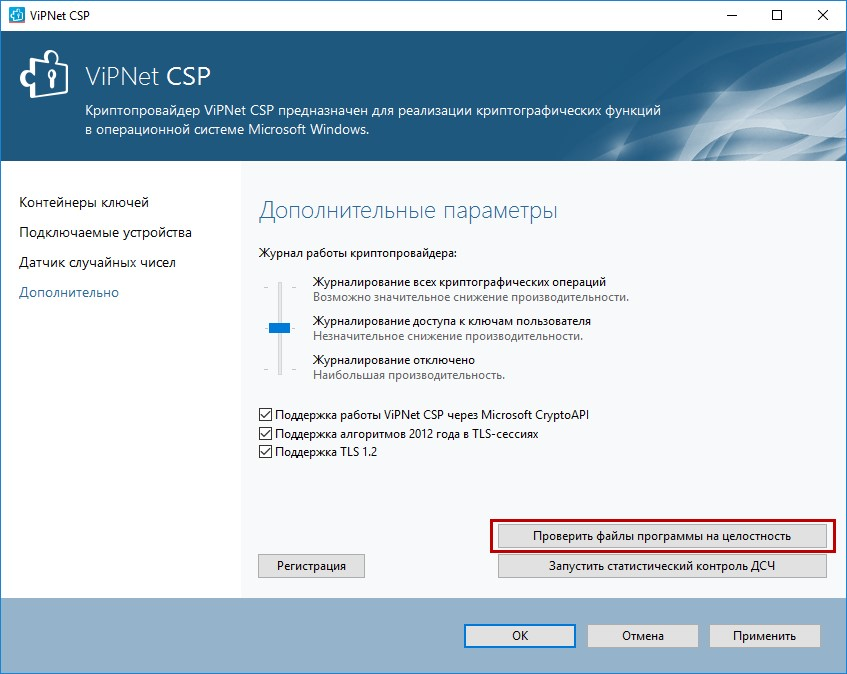 ViPNet CSP
ViPNet CSP
Криптопровайдер ViPNet CSP предназначен для реализации криптографических функций
в операционной системе Microsoft Windows.
Контейнеры ключей
Подключаемые устройства
Датчик случайных чисел
Дополнительно
Дополнительные параметры
Журнал работы криптопровайдера:
Журналирование всех криптографических операций
Возможно значительное снижение производительности.
Журналирование доступа к ключам пользователя
Незначительное снижение производительности.
Журналирование отключено
Наибольшая производительность.
Поддержка работы ViPNet CSP через Microsoft CryptoAPI
Поддержка алгоритмов 2012 года в TLS-сессиях
Поддержка TLS 1.2
Проверить файлы программы на целостность
Регистрация
Запустить статистический контроль ДСЧ
ОК
Отмена
Применить